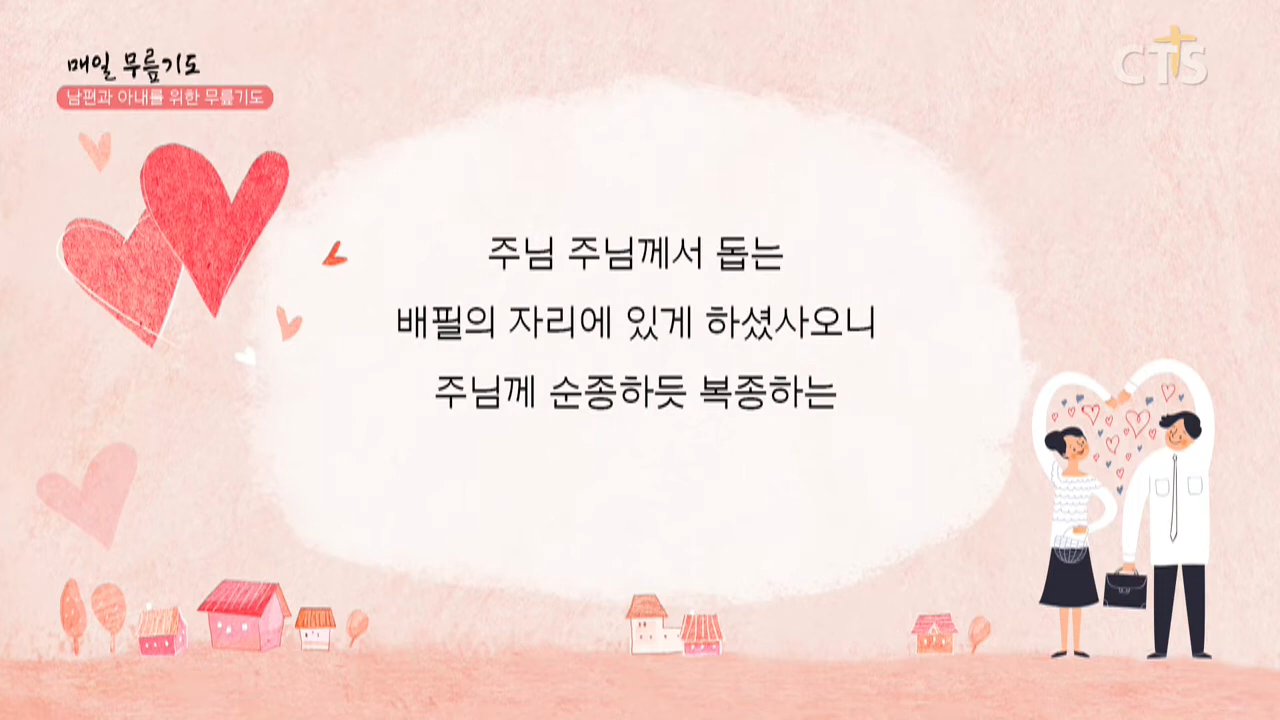 매일 무릎기도
남편과 아내를 위한 무릎기도
CTS
주님 주님께서 돕는
배필의 자리에 있게 하셨사오니
주님께 순종하듯 복종하는